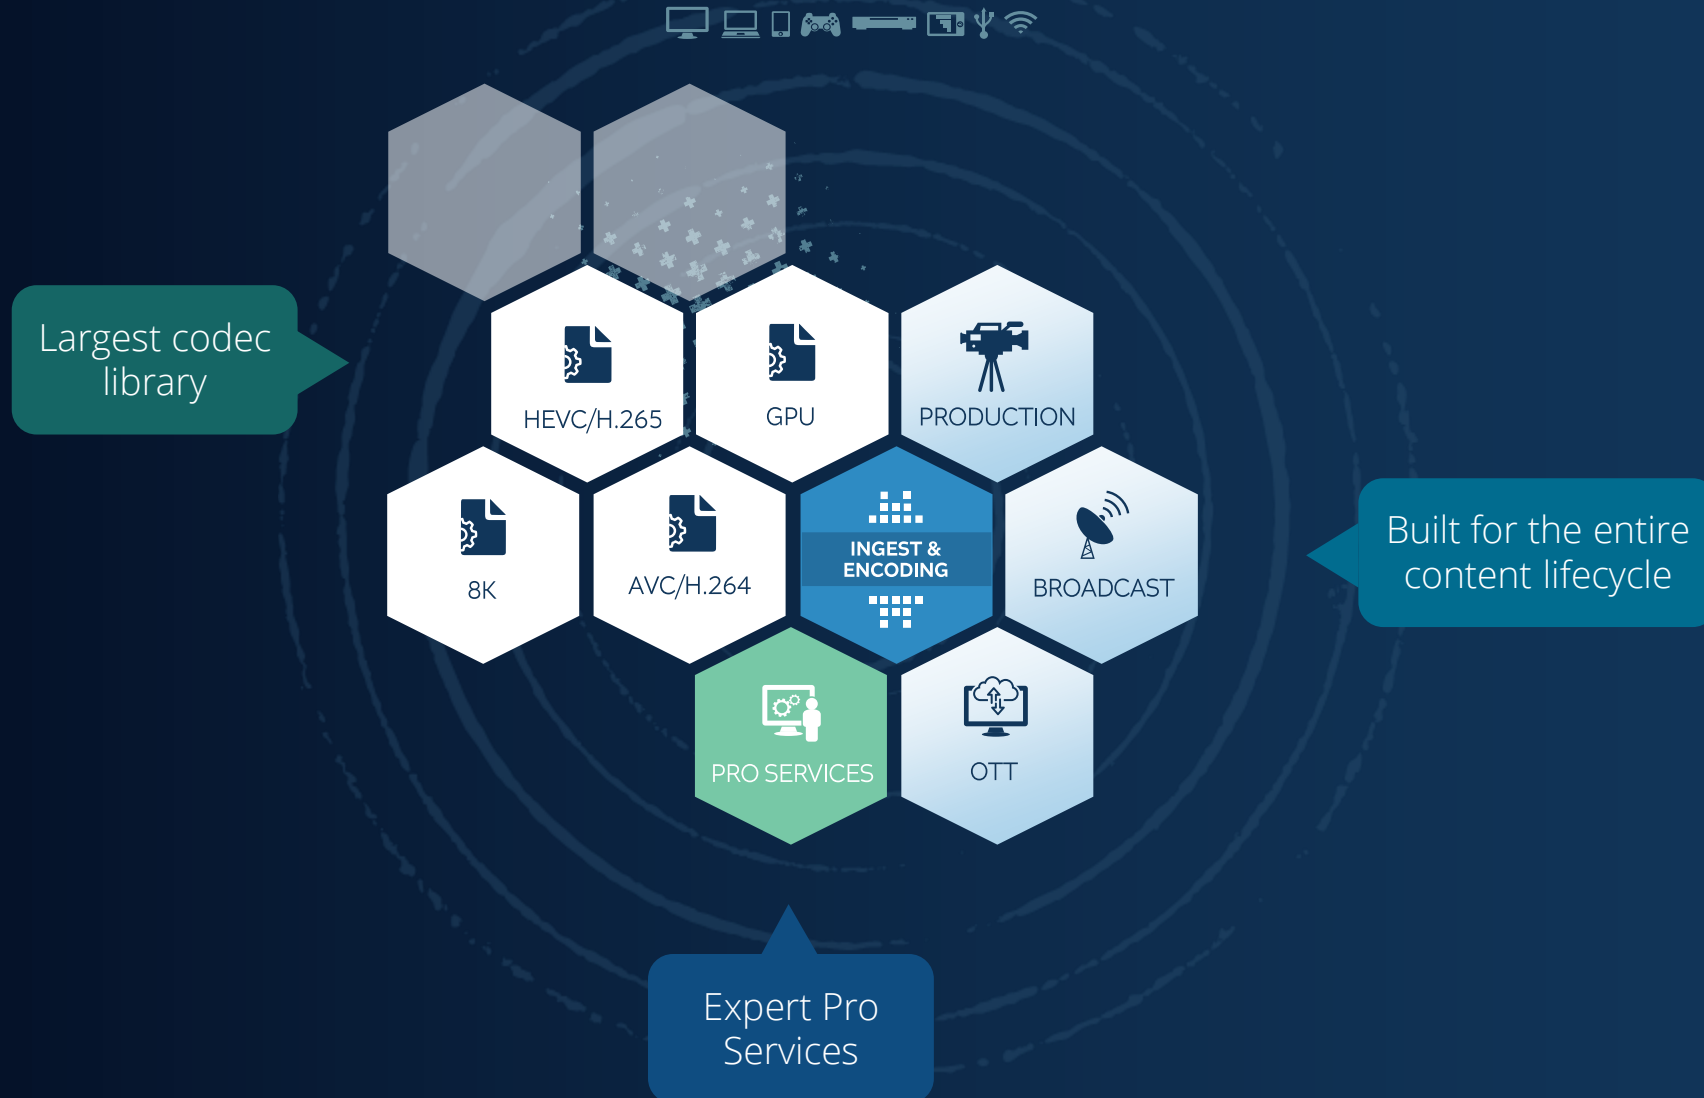 Largest codec
library
HEVC/H.265
GPU
PRODUCTION
8K
AVC/H.264
INGEST &
ENCODING
BROADCAST
Built for the entire
content lifecycle
PRO SERVICES
OTT
Expert Pro
Services